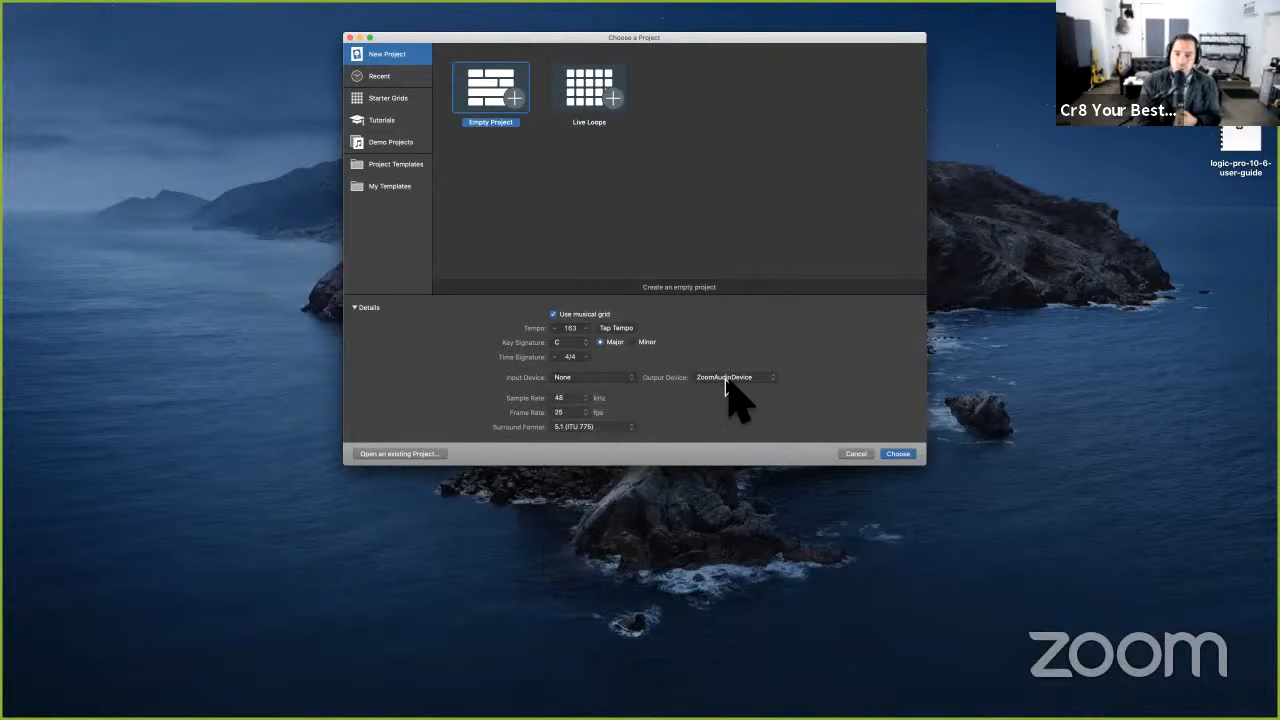 Choose a Project
New Project
Recent
Starter Grids
Tutorials
Demo Projects
Project Templates
My Templates
Empty Project
Live Loops
Create an empty project
Details
Use musical grid
Tempo: 163 Tap Tempo
Key Signature: C Major Minor
Time Signature: 4/4
Input Device: None Output Device: ZoomAudioDevice
Sample Rate: 48 kHz
Frame Rate: 25 fps
Surround Format: 5.1 (ITU 775)
Open an existing Project...
Cancel
Choose
Cr8 Your Best...
logic-pro-10-6-
user-guide
zoom